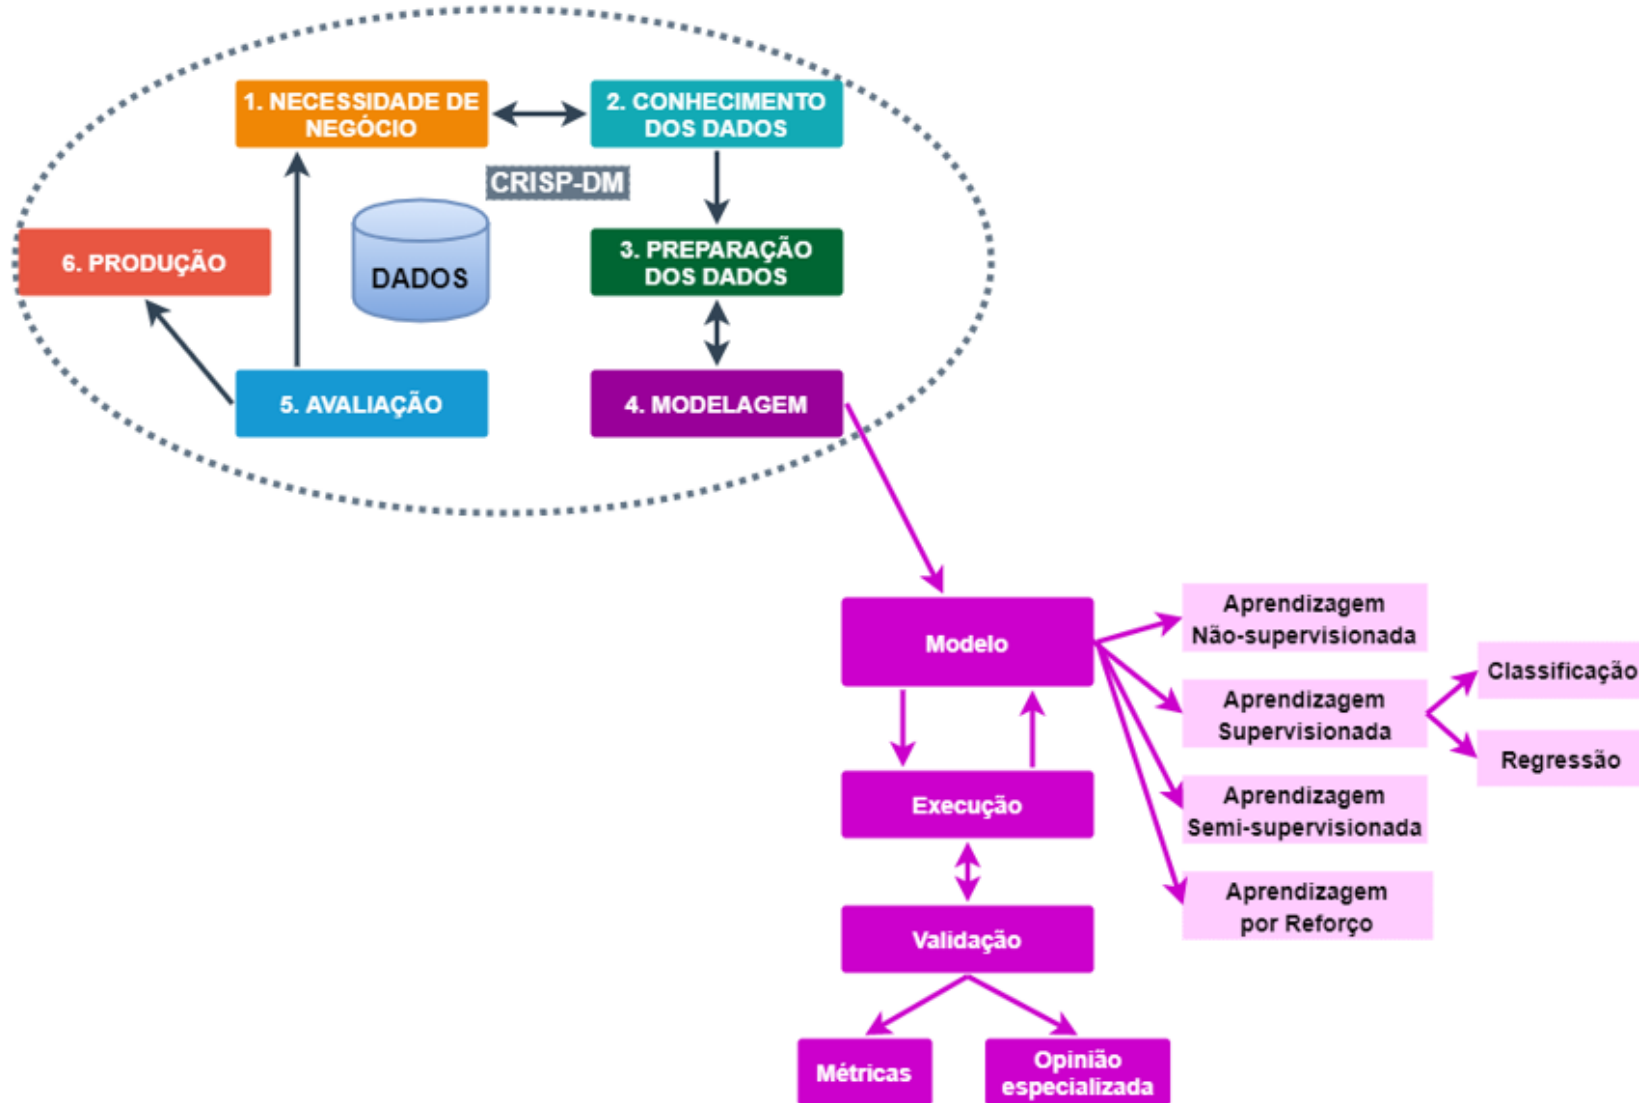 1. NECESSIDADE DE
NEGÓCIO
2. CONHECIMENTO
DOS DADOS
CRISP-DM
6. PRODUÇÃO
DADOS
3. PREPARAÇÃO
DOS DADOS
5. AVALIAÇÃO
4. MODELAGEM
Modelo
Aprendizagem
Não-supervisionada
Aprendizagem
Supervisionada
Classificação
Regressão
Aprendizagem
Semi-supervisionada
Aprendizagem
por Reforço
Execução
Validação
Métricas
Opinião
especializada